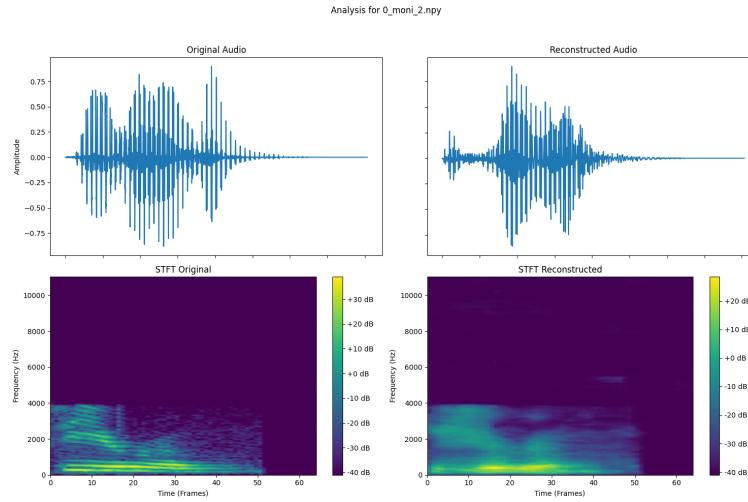 Analysis for 0_moni_2.npy
Original Audio
Reconstructed Audio
Amplitude
0.75
0.50
0.25
0.00
−0.25
−0.50
−0.75
STFT Original
STFT Reconstructed
Frequency (Hz)
10000
8000
6000
4000
2000
0
0 10 20 30 40 50 60
Time (Frames)
+30 dB
+20 dB
+10 dB
+0 dB
-10 dB
-20 dB
-30 dB
-40 dB
Frequency (Hz)
10000
8000
6000
4000
2000
0
0 10 20 30 40 50 60
Time (Frames)
+20 dB
+10 dB
+0 dB
-10 dB
-20 dB
-30 dB
-40 dB